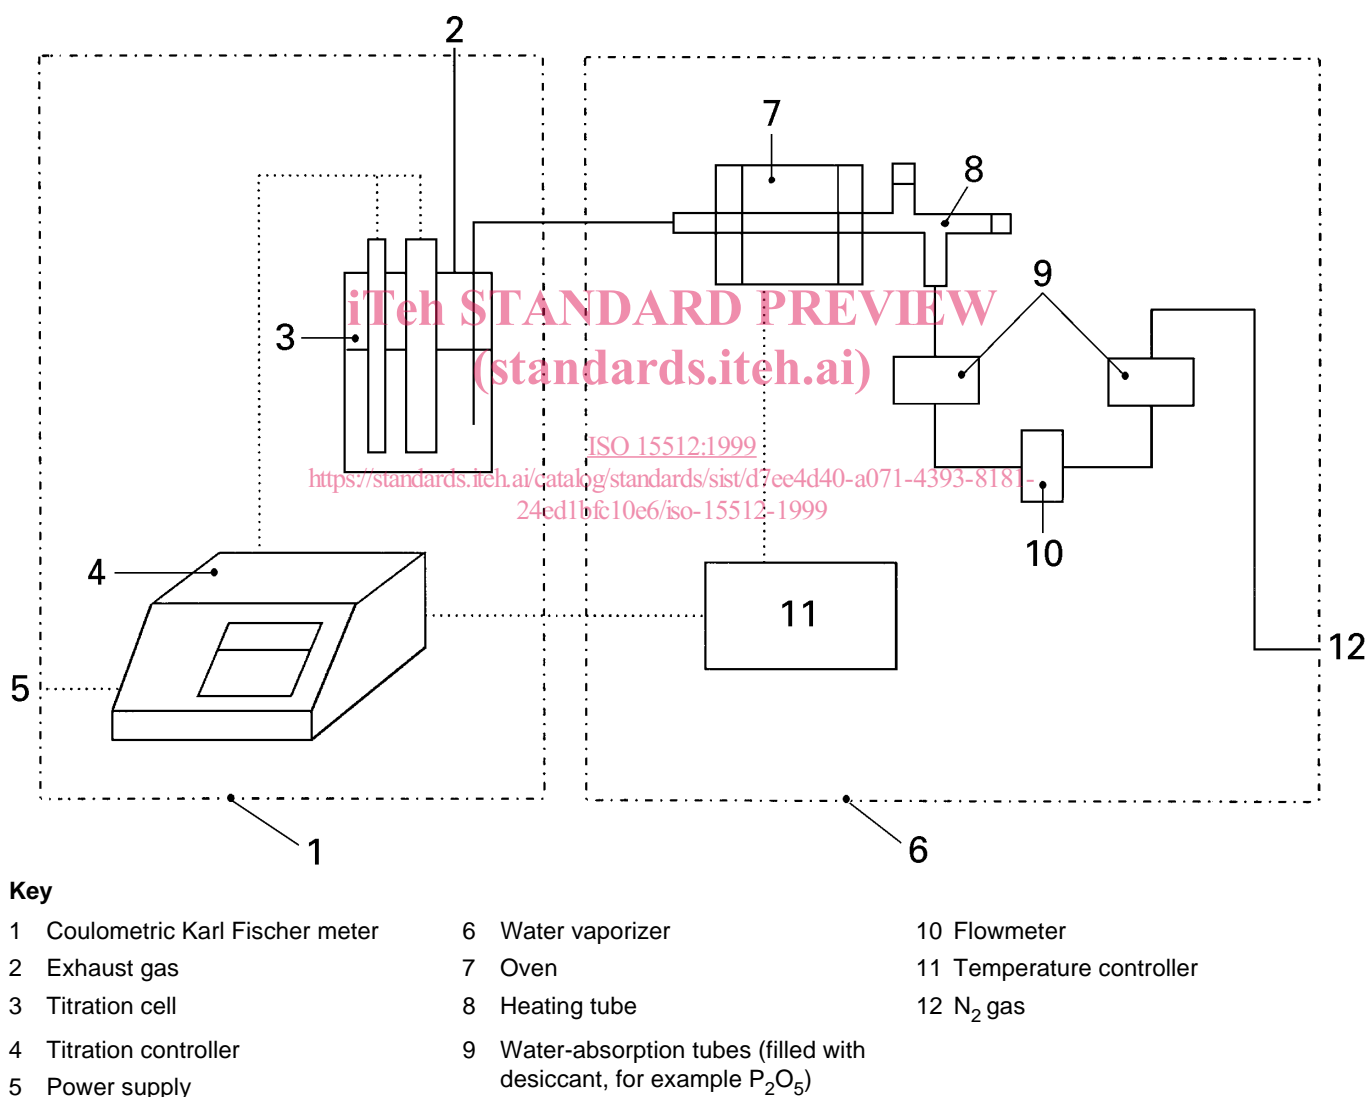 2
7
8
9
3
iTeh STANDARD PREVIEW
(standards.iteh.ai)
ISO 15512:1999
https://standards.iteh.ai/catalog/standards/sist/d7ee4d40-a071-4393-8181-
24ed1bfc10e6/iso-15512-1999
10
4
11
12
5
1
6
Key
1 Coulometric Karl Fischer meter
2 Exhaust gas
3 Titration cell
4 Titration controller
5 Power supply
6 Water vaporizer
7 Oven
8 Heating tube
9 Water-absorption tubes (filled with
desiccant, for example P₂O₅)
10 Flowmeter
11 Temperature controller
12 N₂ gas